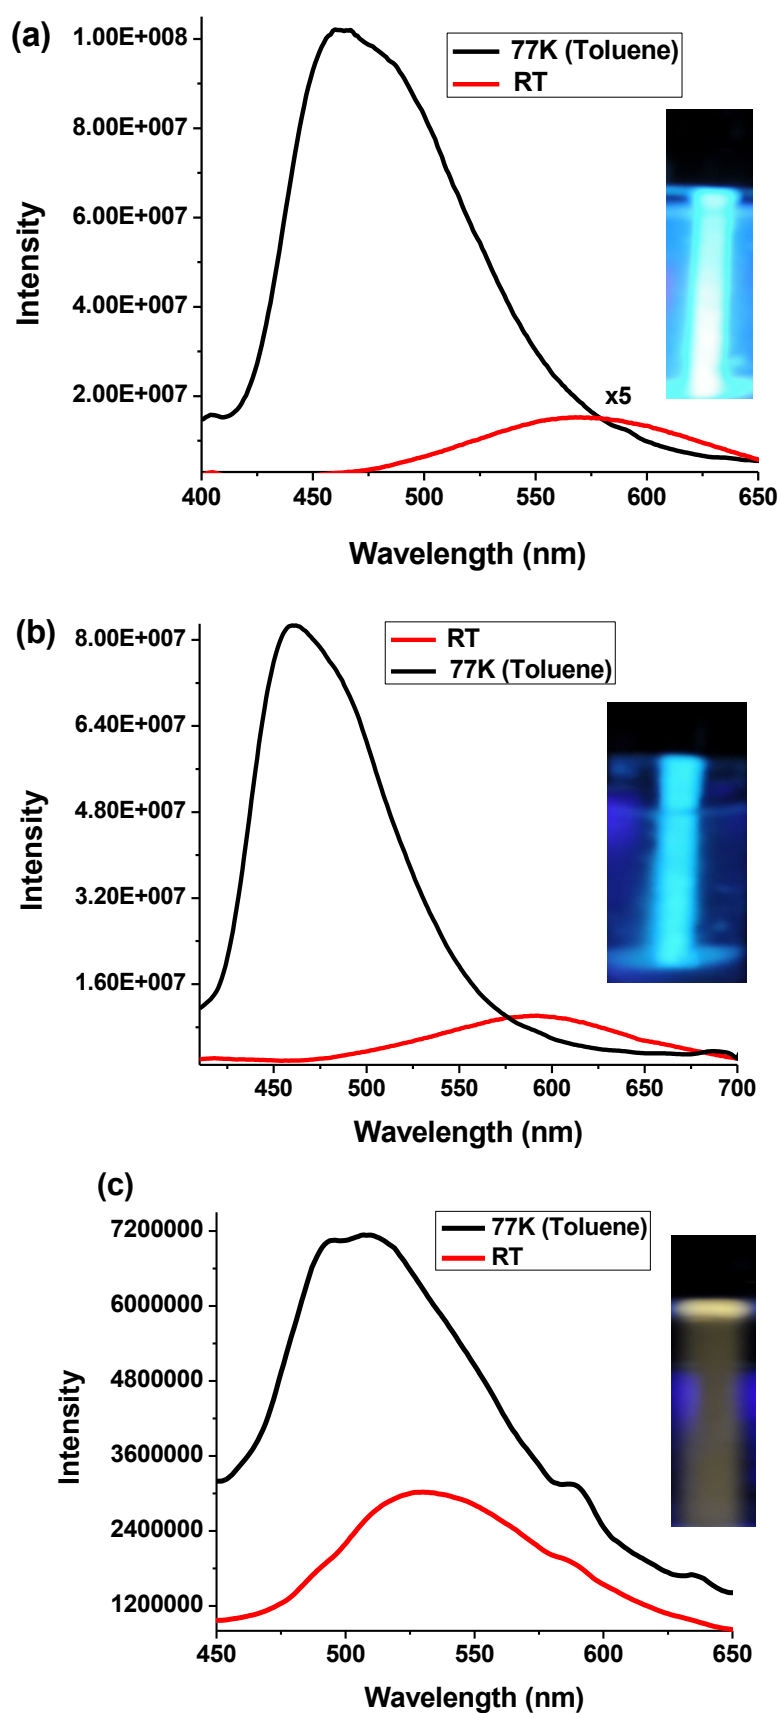 (a)
1.00E+008
8.00E+007
6.00E+007
4.00E+007
2.00E+007
Intensity
77K (Toluene)
RT
x5
400 450 500 550 600 650
Wavelength (nm)
(b)
8.00E+007
6.40E+007
4.80E+007
3.20E+007
1.60E+007
Intensity
RT
77K (Toluene)
450 500 550 600 650 700
Wavelength (nm)
(c)
7200000
6000000
4800000
3600000
2400000
1200000
Intensity
77K (Toluene)
RT
450 500 550 600 650
Wavelength (nm)